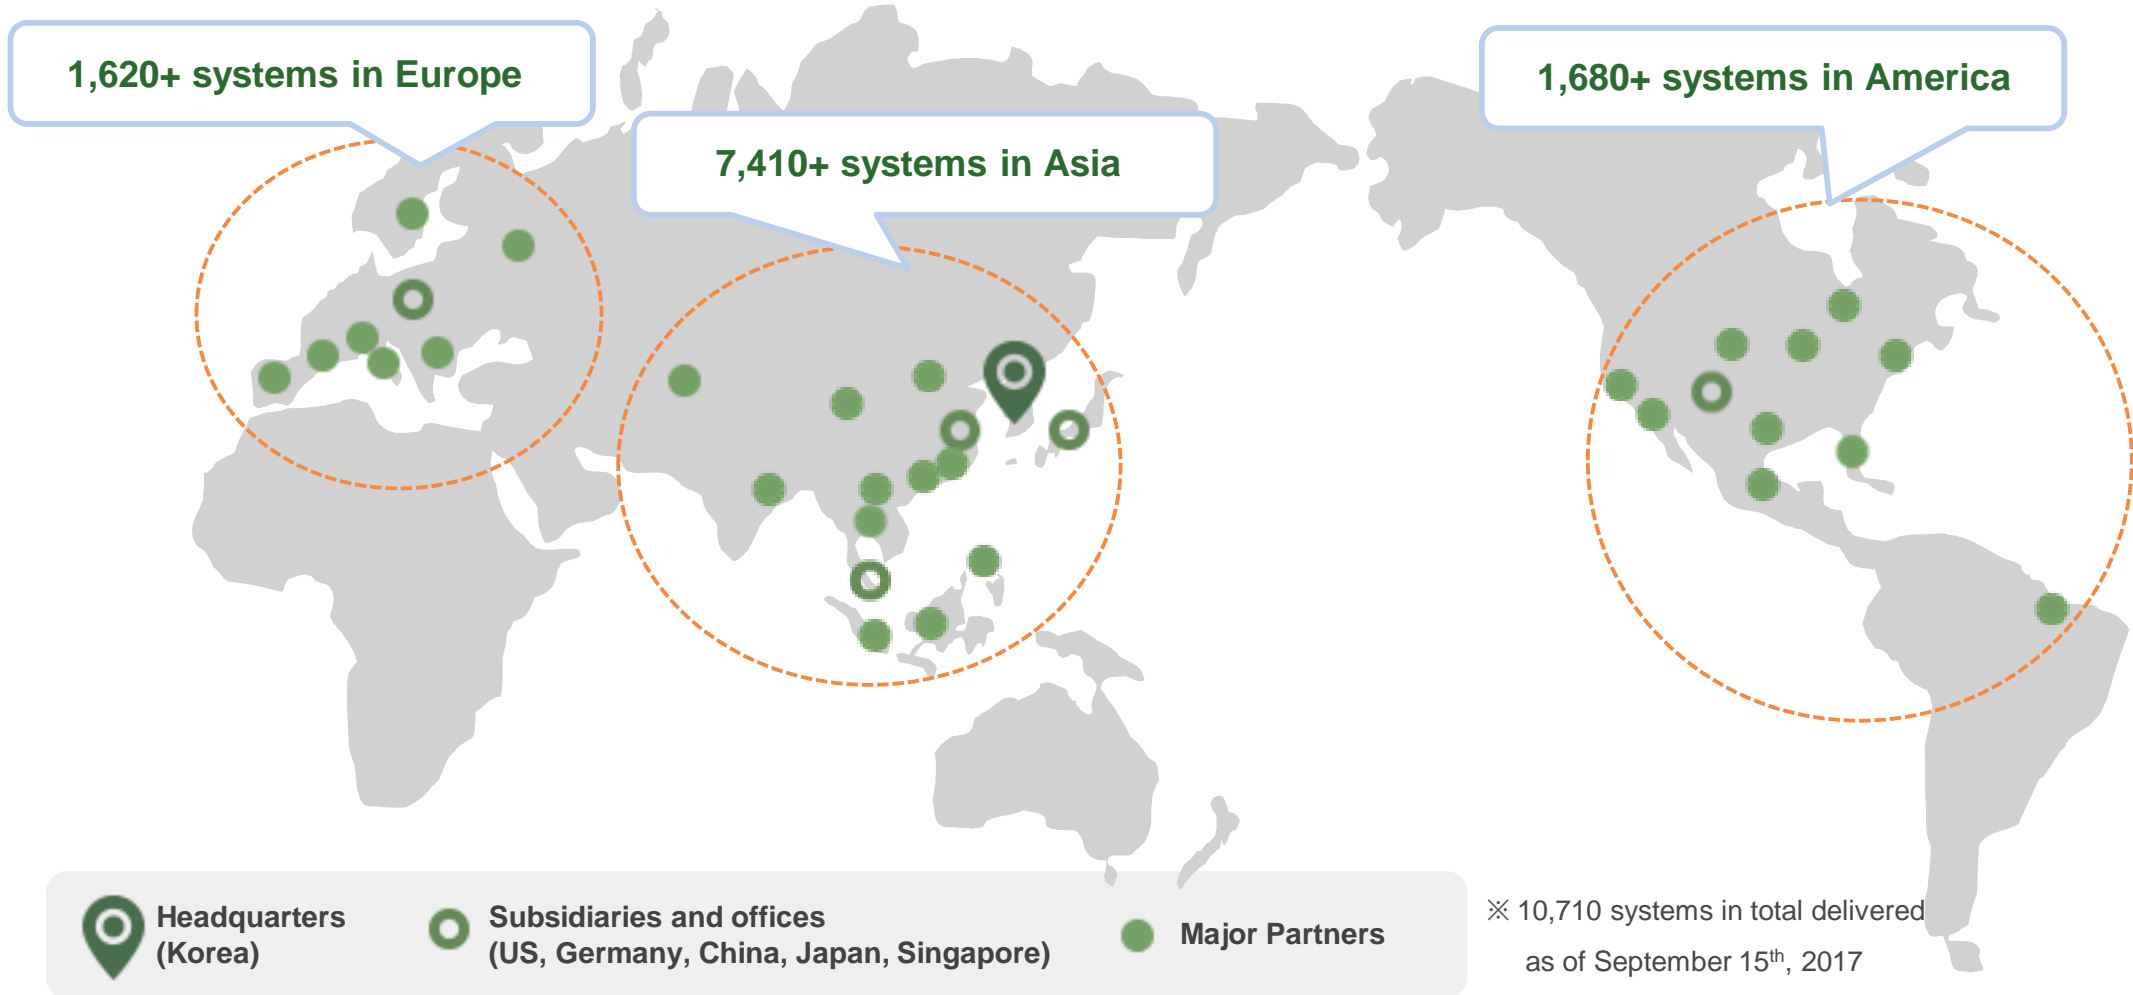 1,620+ systems in Europe
7,410+ systems in Asia
1,680+ systems in America
Headquarters
(Korea)
Subsidiaries and offices
(US, Germany, China, Japan, Singapore)
Major Partners
※ 10,710 systems in total delivered
as of September 15th, 2017